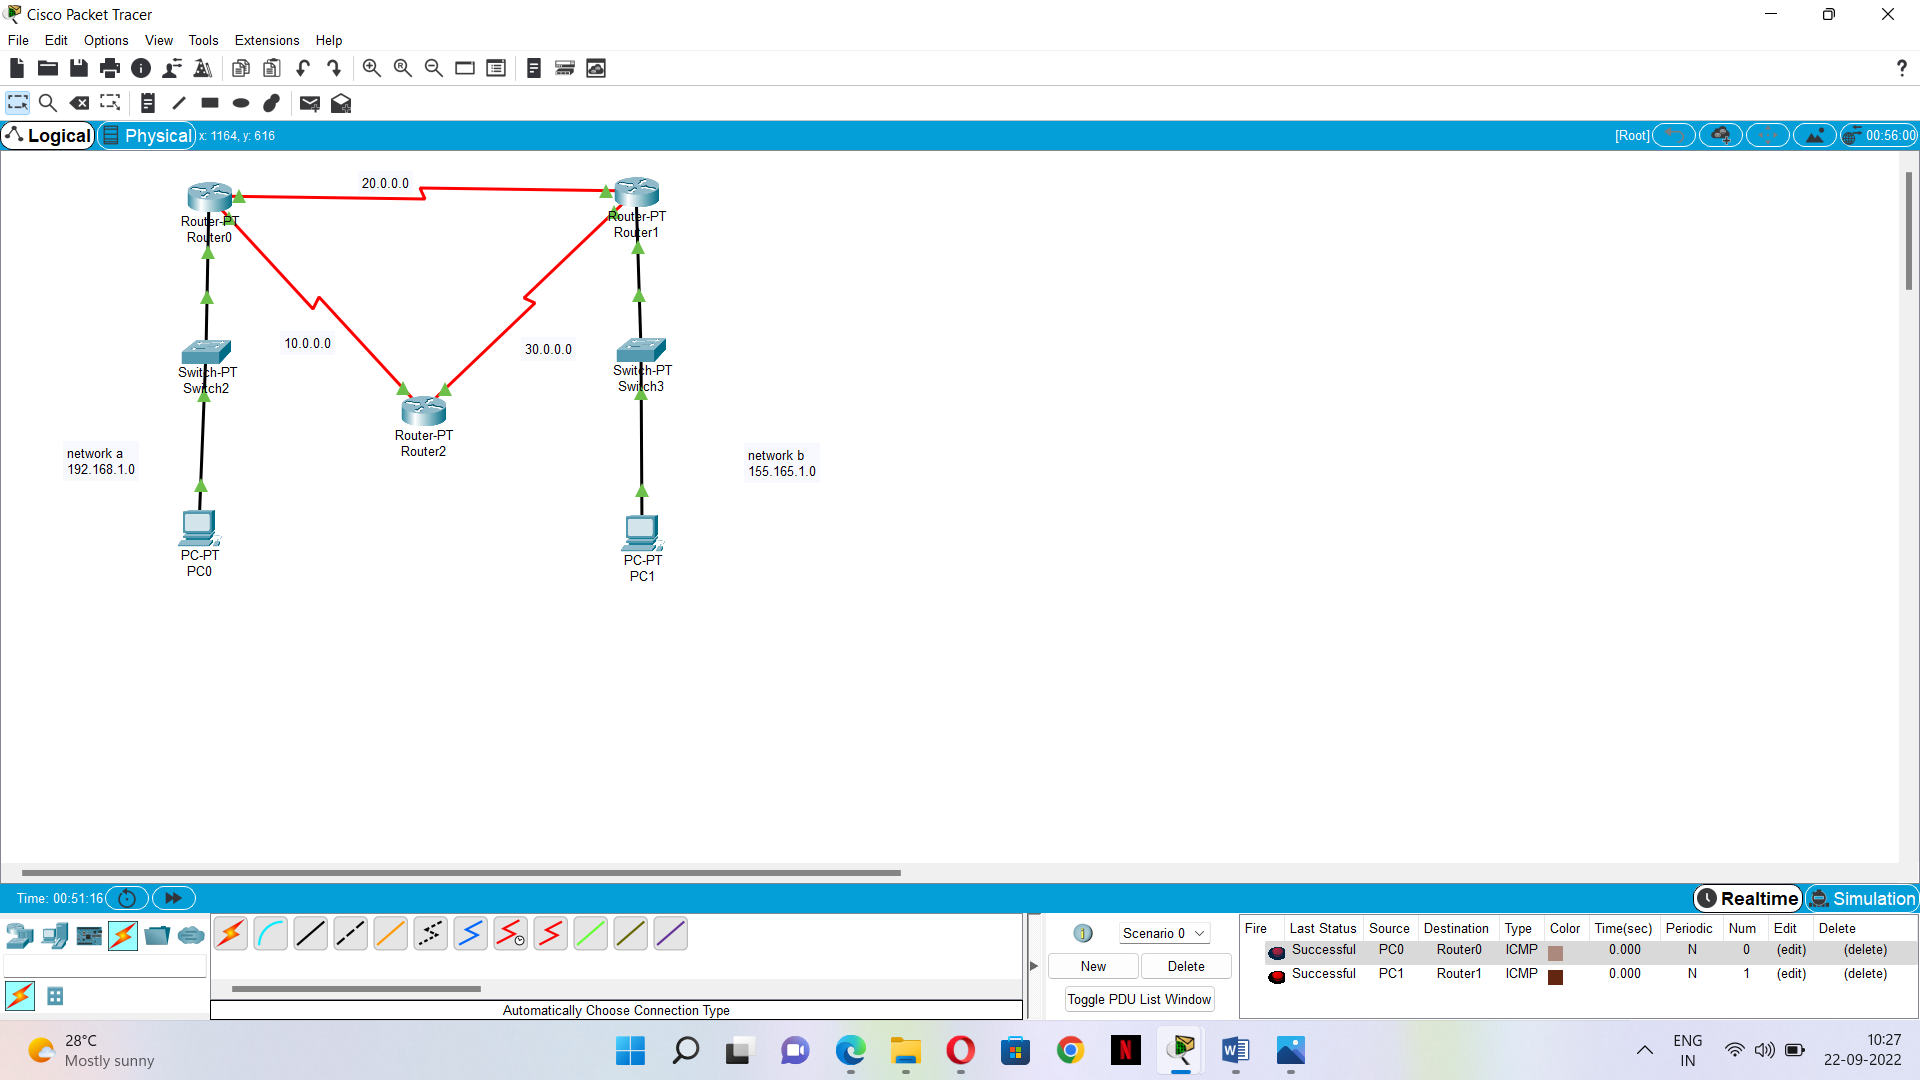 Cisco Packet Tracer
File Edit Options View Tools Extensions Help
?
Logical Physical x: 1164, y: 616 [Root] 00:56:00
20.0.0.0
Router-PT
Router0
Router-PT
Router1
10.0.0.0
30.0.0.0
Switch-PT
Switch2
Switch-PT
Switch3
Router-PT
Router2
network a
192.168.1.0
network b
155.165.1.0
PC-PT
PC0
PC-PT
PC1
Time: 00:51:16 Realtime Simulation
Scenario 0
New Delete
Toggle PDU List Window
Automatically Choose Connection Type
Fire Last Status Source Destination Type Color Time(sec) Periodic Num Edit Delete
Successful PC0 Router0 ICMP 0.000 N 0 (edit) (delete)
Successful PC1 Router1 ICMP 0.000 N 1 (edit) (delete)
28°C
Mostly sunny
ENG
IN
10:27
22-09-2022